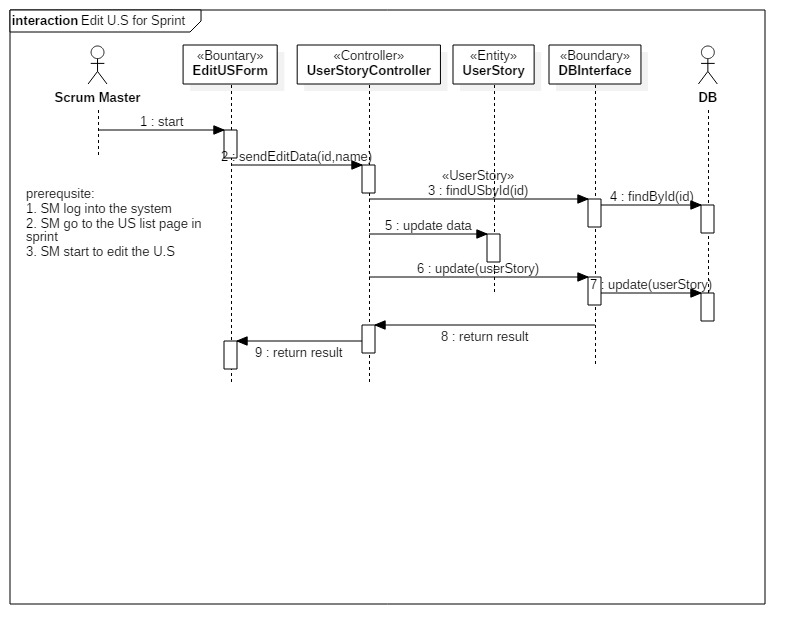 interaction Edit U.S for Sprint
Scrum Master
«Bountary»
EditUSForm
«Controller»
UserStoryController
«Entity»
UserStory
«Boundary»
DBInterface
DB
1 : start
2 : sendEditData(id,name)
«UserStory»
3 : findUSbyId(id)
4 : findById(id)
prerequsite:
1. SM log into the system
2. SM go to the US list page in
sprint
3. SM start to edit the U.S
5 : update data
6 : update(userStory)
7 : update(userStory)
8 : return result
9 : return result